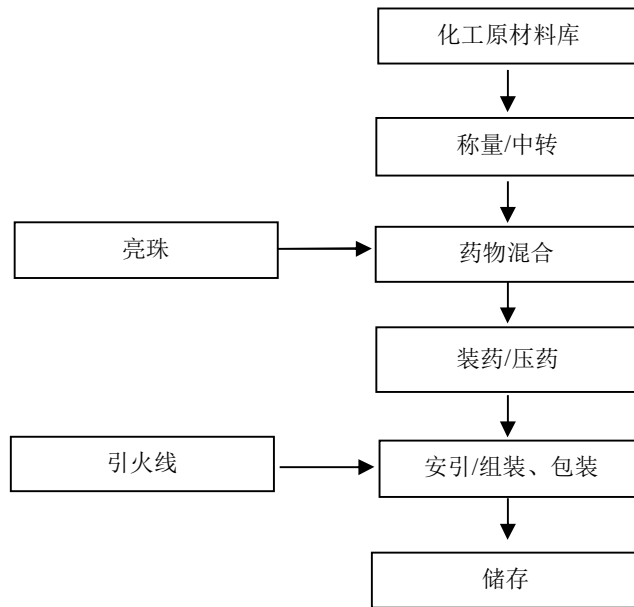 化工原材料库
称量/中转
亮珠
药物混合
装药/压药
引火线
安引/组装、包装
储存